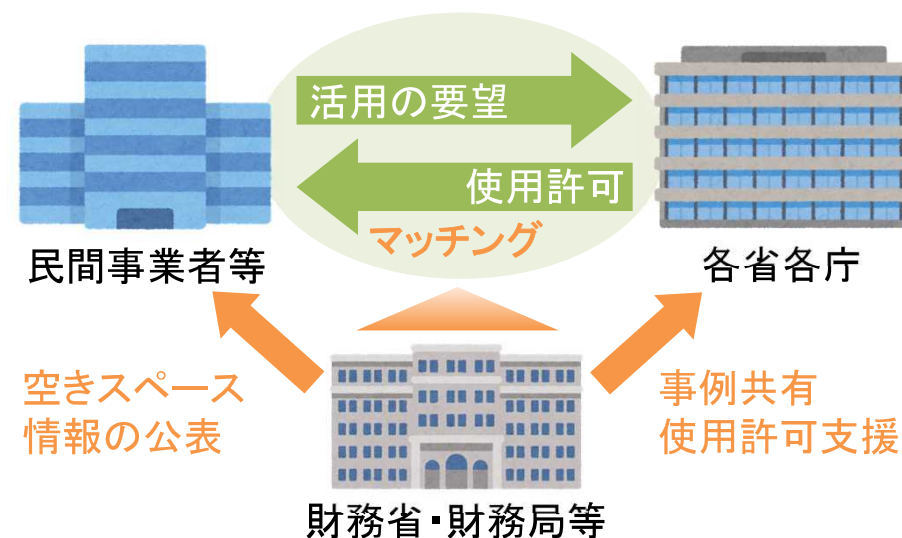 活用の要望
使用許可
マッチング
民間事業者等
各省各庁
空きスペース
情報の公表
事例共有
使用許可支援
財務省・財務局等